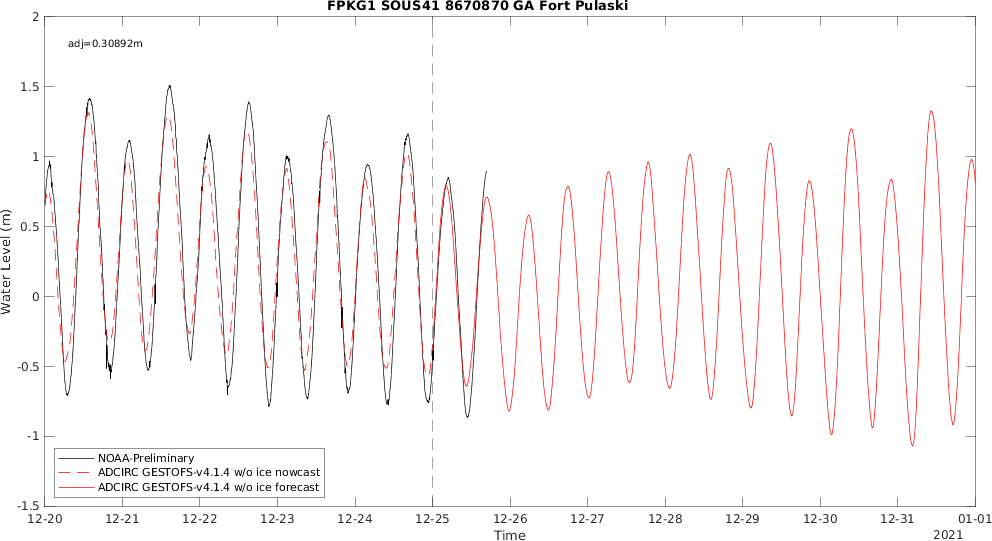 FPKG1 SOUS41 8670870 GA Fort Pulaski
adj=0.30892m
2
1.5
1
0.5
0
-0.5
-1
-1.5
Water Level (m)
NOAA-Preliminary
ADCIRC GESTOFS-v4.1.4 w/o ice nowcast
ADCIRC GESTOFS-v4.1.4 w/o ice forecast
12-20 12-21 12-22 12-23 12-24 12-25 12-26 12-27 12-28 12-29 12-30 12-31 01-01
Time
2021